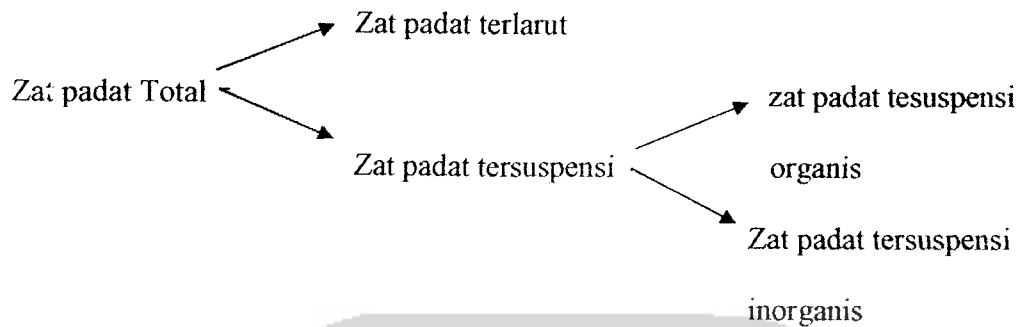 Zat padat terlarut
Zat padat Total
zat padat tesuspensi
organis
Zat padat tersuspensi
Zat padat tersuspensi
inorganis